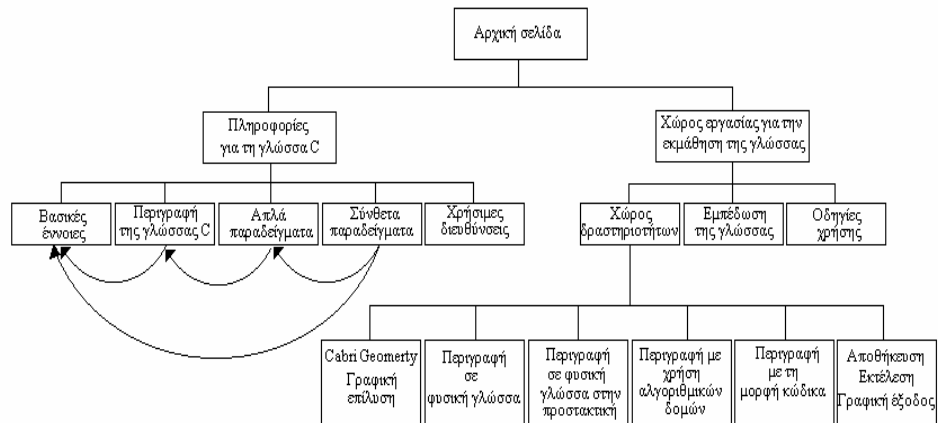 Αρχική σελίδα
Πληροφορίες
για τη γλώσσα C
Χώρος εργασίας για την
εκμάθηση της γλώσσας
Βασικές
έννοιες
Περιγραφή
της γλώσσας C
Απλά
παραδείγματα
Σύνθετα
παραδείγματα
Χρήσιμες
διευθύνσεις
Χώρος
δραστηριοτήτων
Εμπέδωση
της γλώσσας
Οδηγίες
χρήσης
Cabri Geomerty
Γραφική
επίλυση
Περιγραφή
σε
φυσική γλώσσα
Περιγραφή
σε φυσική
γλώσσα στην
προστακτική
Περιγραφή με
χρήση
αλγοριθμικών
δομών
Περιγραφή
με τη
μορφή κώδικα
Αποθήκευση
Εκτέλεση
Γραφική έξοδος